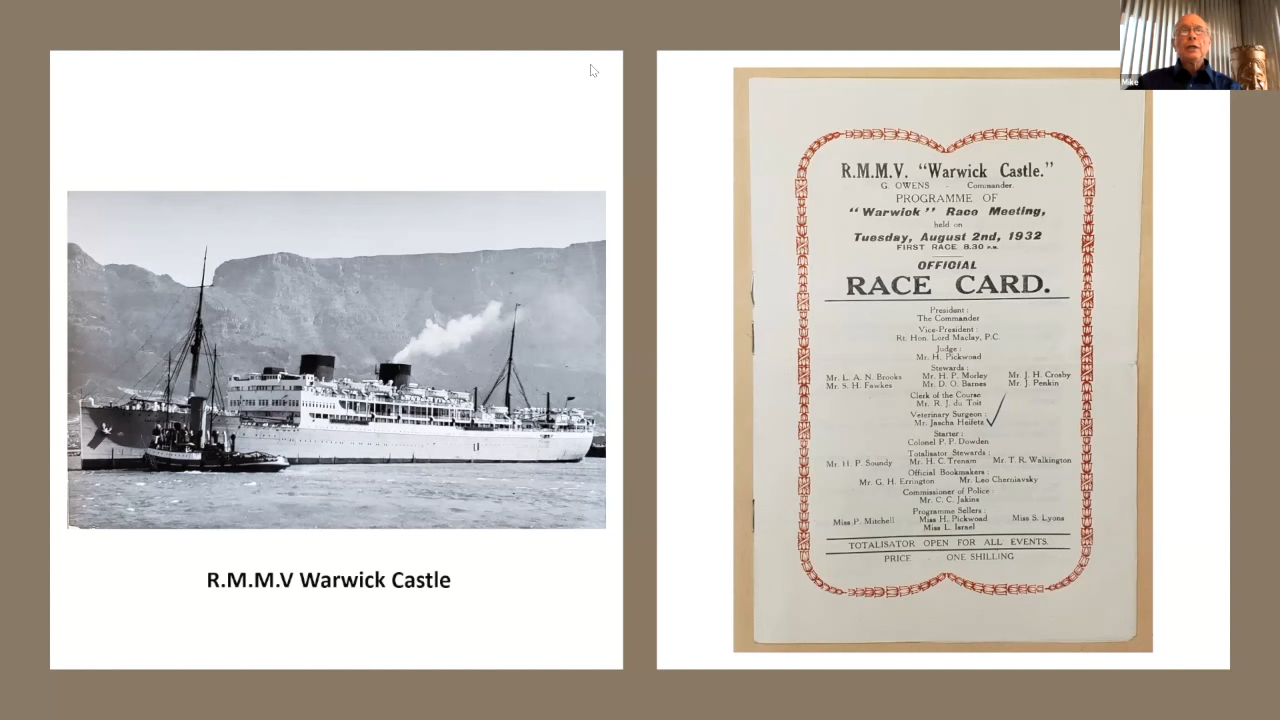 R.M.M.V Warwick Castle
R.M.M.V. "Warwick Castle."
G. OWENS - Commander.
PROGRAMME OF
"Warwick" Race Meeting,
held on
Tuesday, August 2nd, 1932
FIRST RACE 8.30 P.M.
OFFICIAL
RACE CARD.
President :
The Commander
Vice-President :
Rt. Hon. Lord Maclay, P.C.
Judge :
Mr. H. Pickwoad
Stewards :
Mr. L. A. N. Brooks Mr. H. P. Morley Mr. J. H. Crosby
Mr. S. H. Fawkes Mr. D. O. Barnes Mr. J. Penkin
Clerk of the Course
Mr. R. J. du Toit
Veterinary Surgeon :
Mr. Jascha Heifetz
Starter :
Colonel P. P. Dowden
Totalisator Stewards :
Mr. H. P. Soundy Mr. H. C. Trenam Mr. T. R. Walkington
Official Bookmakers :
Mr. G. H. Errington Mr. Leo Cherniavsky
Commissioner of Police :
Mr. C. C. Jakins
Programme Sellers :
Miss P. Mitchell Miss H. Pickwoad Miss S. Lyons
Miss L. Israel
TOTALISATOR OPEN FOR ALL EVENTS.
PRICE - ONE SHILLING
Mike